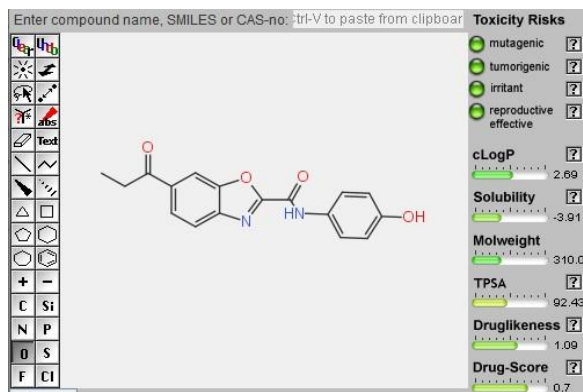 Enter compound name, SMILES or CAS-no: Ctrl-V to paste from clipboar
Toxicity Risks
mutagenic ?
tumorigenic ?
irritant ?
reproductive
effective ?
cLogP ?
2.69
Solubility ?
-3.91
Molweight ?
310.0
TPSA ?
92.43
Druglikeness ?
1.09
Drug-Score ?
0.7
abs Text
+ −
C Si
N P
O S
F Cl
O
O
O
N
HN
OH